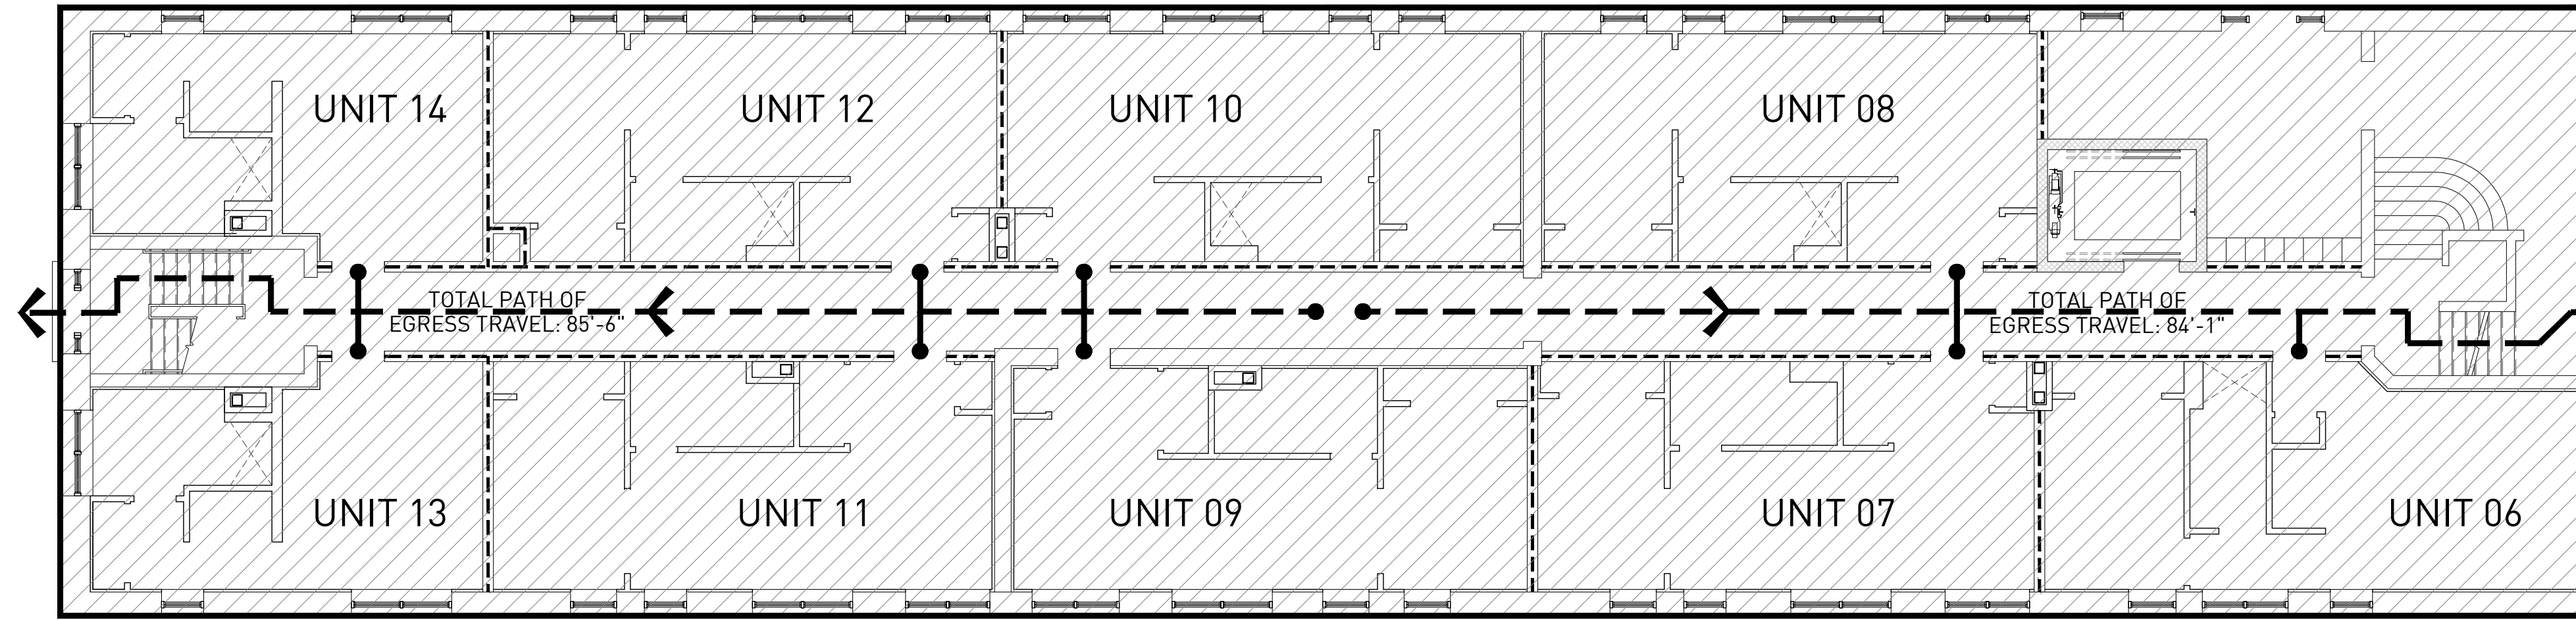 UNIT 14
UNIT 12
UNIT 10
UNIT 08
TOTAL PATH OF
EGRESS TRAVEL: 85'-6"
TOTAL PATH OF
EGRESS TRAVEL: 84'-1"
UNIT 13
UNIT 11
UNIT 09
UNIT 07
UNIT 06